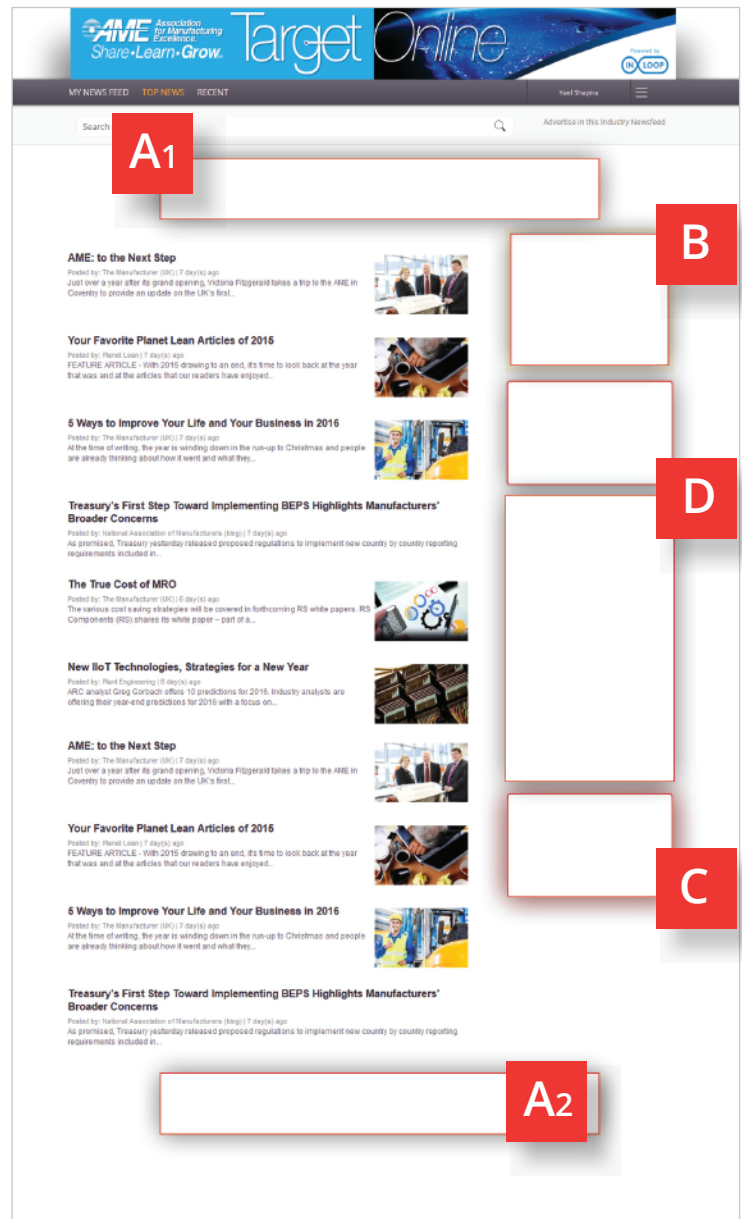 AME Association
for Manufacturing
Excellence®
Share•Learn•Grow.
Target Online
Powered by
IN LOOP
MY NEWS FEED TOP NEWS RECENT
Yael Shapira
Search
Advertise in this Industry Newsfeed
A1
B
AME: to the Next Step
Posted by: The Manufacturer (UK) | 7 day(s) ago
Just over a year after its grand opening, Victoria Fitzgerald takes a trip to the AME in
Coventry to provide an update on the UK's first...
Your Favorite Planet Lean Articles of 2015
Posted by: Planet Lean | 7 day(s) ago
FEATURE ARTICLE - With 2015 drawing to an end, it's time to look back at the year
that was and at the articles that our readers have enjoyed...
5 Ways to Improve Your Life and Your Business in 2016
Posted by: The Manufacturer (UK) | 7 day(s) ago
At the time of writing, the year is winding down in the run-up to Christmas and people
are already thinking about how it went and what they...
D
Treasury's First Step Toward Implementing BEPS Highlights Manufacturers'
Broader Concerns
Posted by: National Association of Manufacturers (blog) | 7 day(s) ago
As promised, Treasury yesterday released proposed regulations to implement new country by country reporting
requirements included in...
The True Cost of MRO
Posted by: The Manufacturer (UK) | 6 day(s) ago
The various cost saving strategies will be covered in forthcoming RS white papers. RS
Components (RS) shares its white paper – part of a...
New IIoT Technologies, Strategies for a New Year
Posted by: Plant Engineering | 6 day(s) ago
ARC analyst Greg Gorbach offers 10 predictions for 2016. Industry analysts are
offering their year-end predictions for 2016 with a focus on...
AME: to the Next Step
Posted by: The Manufacturer (UK) | 7 day(s) ago
Just over a year after its grand opening, Victoria Fitzgerald takes a trip to the AME in
Coventry to provide an update on the UK's first...
Your Favorite Planet Lean Articles of 2015
Posted by: Planet Lean | 7 day(s) ago
FEATURE ARTICLE - With 2015 drawing to an end, it's time to look back at the year
that was and at the articles that our readers have enjoyed...
C
5 Ways to Improve Your Life and Your Business in 2016
Posted by: The Manufacturer (UK) | 7 day(s) ago
At the time of writing, the year is winding down in the run-up to Christmas and people
are already thinking about how it went and what they...
Treasury's First Step Toward Implementing BEPS Highlights Manufacturers'
Broader Concerns
Posted by: National Association of Manufacturers (blog) | 7 day(s) ago
As promised, Treasury yesterday released proposed regulations to implement new country by country reporting
requirements included in...
A2